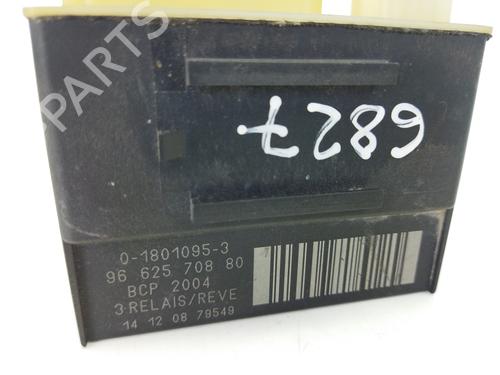 PARTS
6827
0-1801095-3
96 625 708 80
BCP 2004
3·RELAIS/REVE
14 12 08 79549